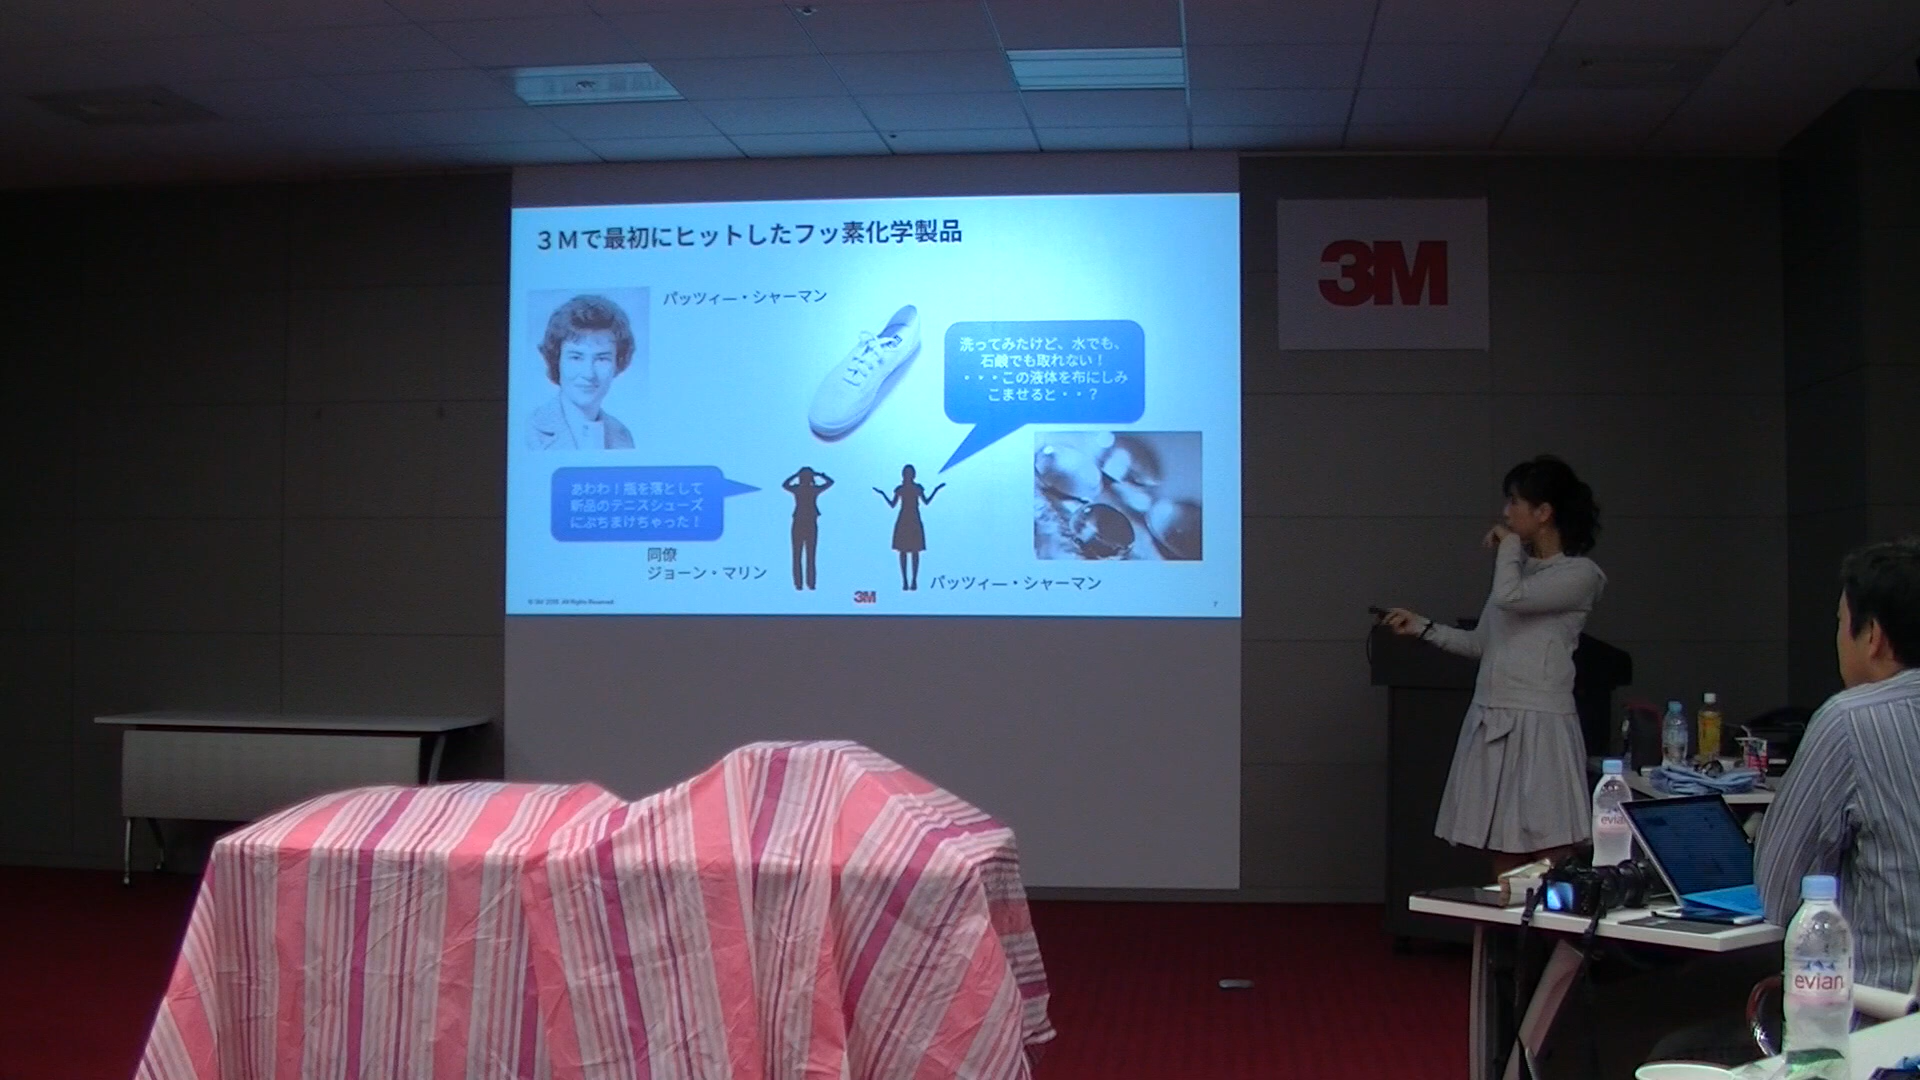 ３Ｍで最初にヒットしたフッ素化学製品
パッツィー・シャーマン
洗ってみたけど、水でも、
石鹸でも取れない！
・・・この液体を布にしみ
こませると・・？
あわわ！瓶を落として
新品のテニスシューズ
にぶちまけちゃった！
同僚
ジョーン・マリン
パッツィー・シャーマン
3M
7
3M
evian
evian